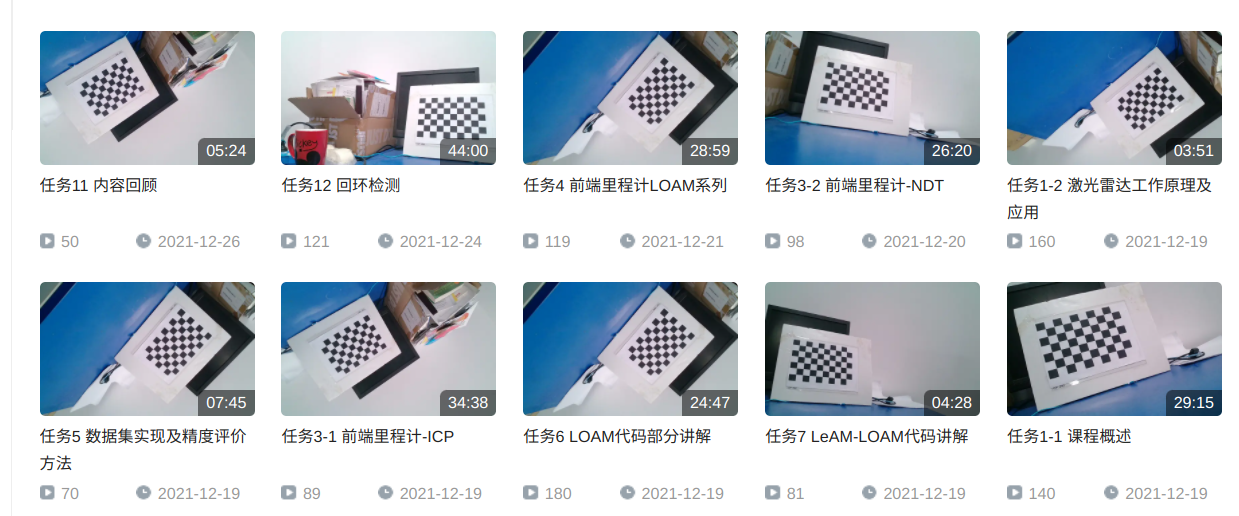 05:24
44:00
28:59
26:20
03:51
任务11 内容回顾
任务12 回环检测
任务4 前端里程计LOAM系列
任务3-2 前端里程计-NDT
任务1-2 激光雷达工作原理及
应用
50
2021-12-26
121
2021-12-24
119
2021-12-21
98
2021-12-20
160
2021-12-19
07:45
34:38
24:47
04:28
29:15
任务5 数据集实现及精度评价
方法
任务3-1 前端里程计-ICP
任务6 LOAM代码部分讲解
任务7 LeAM-LOAM代码讲解
任务1-1 课程概述
70
2021-12-19
89
2021-12-19
180
2021-12-19
81
2021-12-19
140
2021-12-19